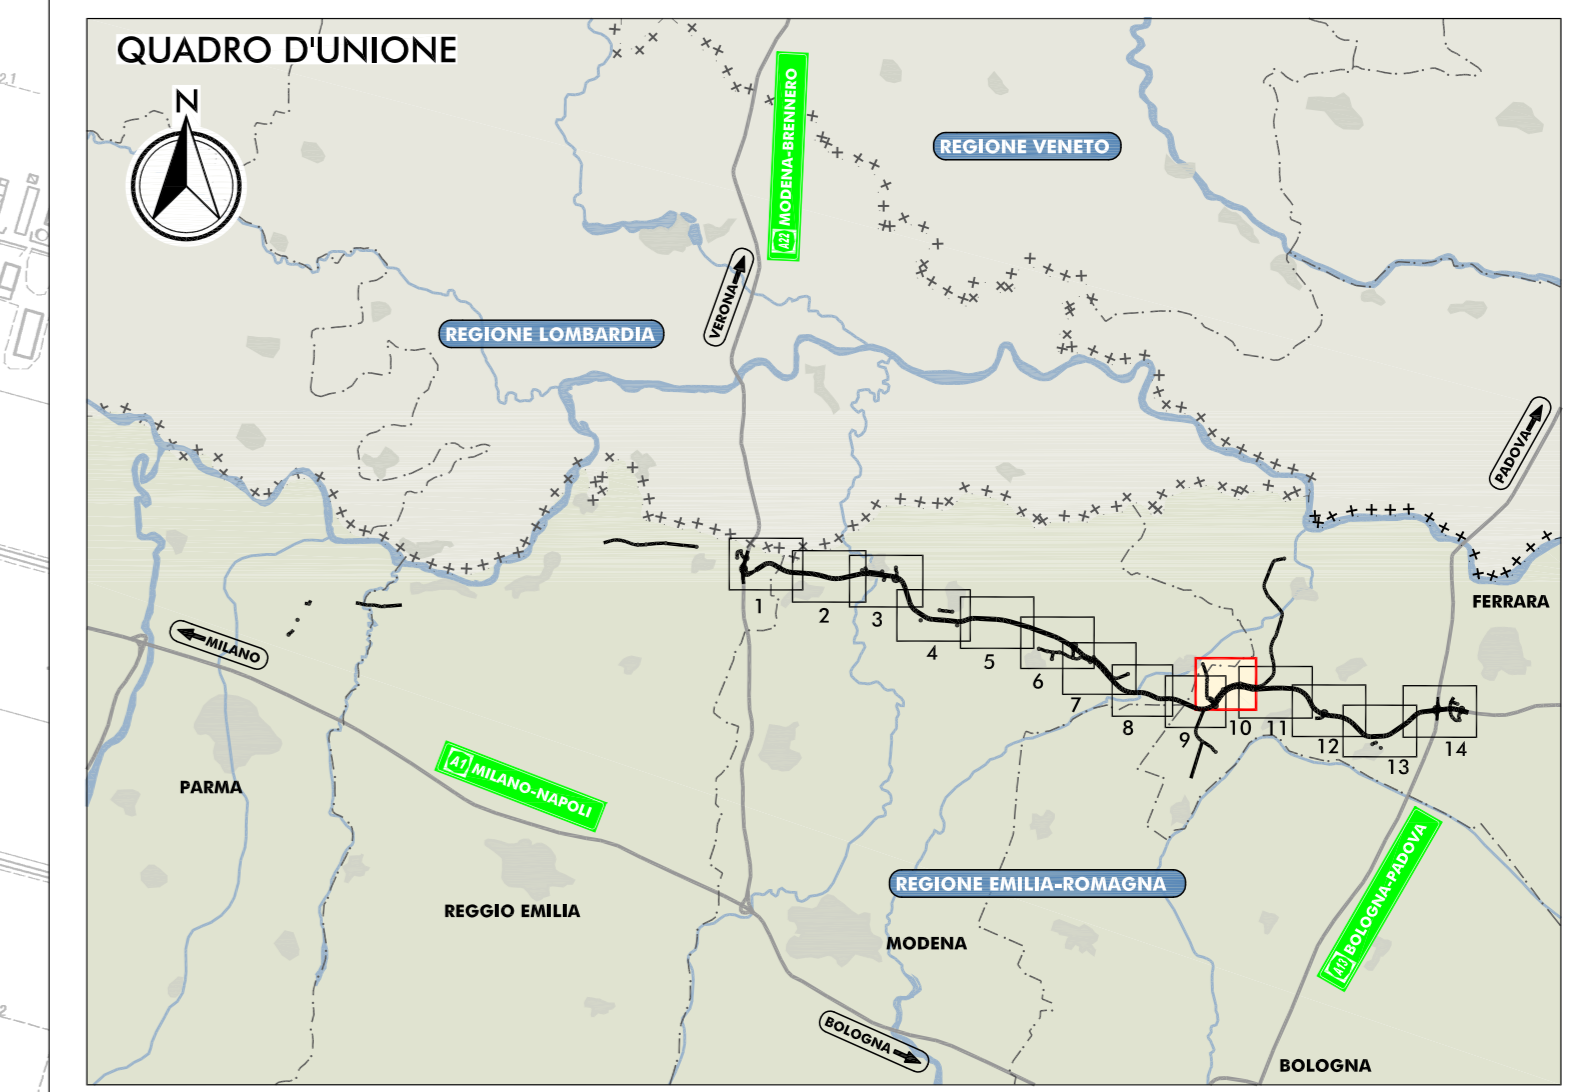 QUADRO D'UNIONE
N
A22 MODENA-BRENNERO
REGIONE VENETO
VERONA
REGIONE LOMBARDIA
PADOVA
FERRARA
MILANO
1
2
3
4
5
6
7
8
9
10
11
12
13
14
PARMA
A1 MILANO-NAPOLI
REGIONE EMILIA-ROMAGNA
A13 BOLOGNA-PADOVA
REGGIO EMILIA
MODENA
BOLOGNA
BOLOGNA